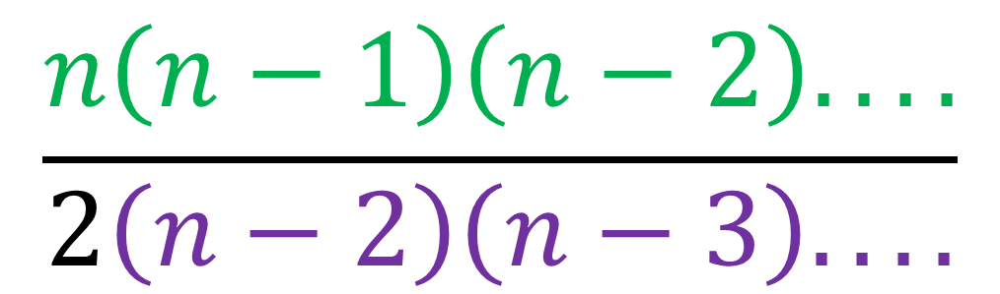 n(n − 1)(n − 2)....
2(n − 2)(n − 3)....